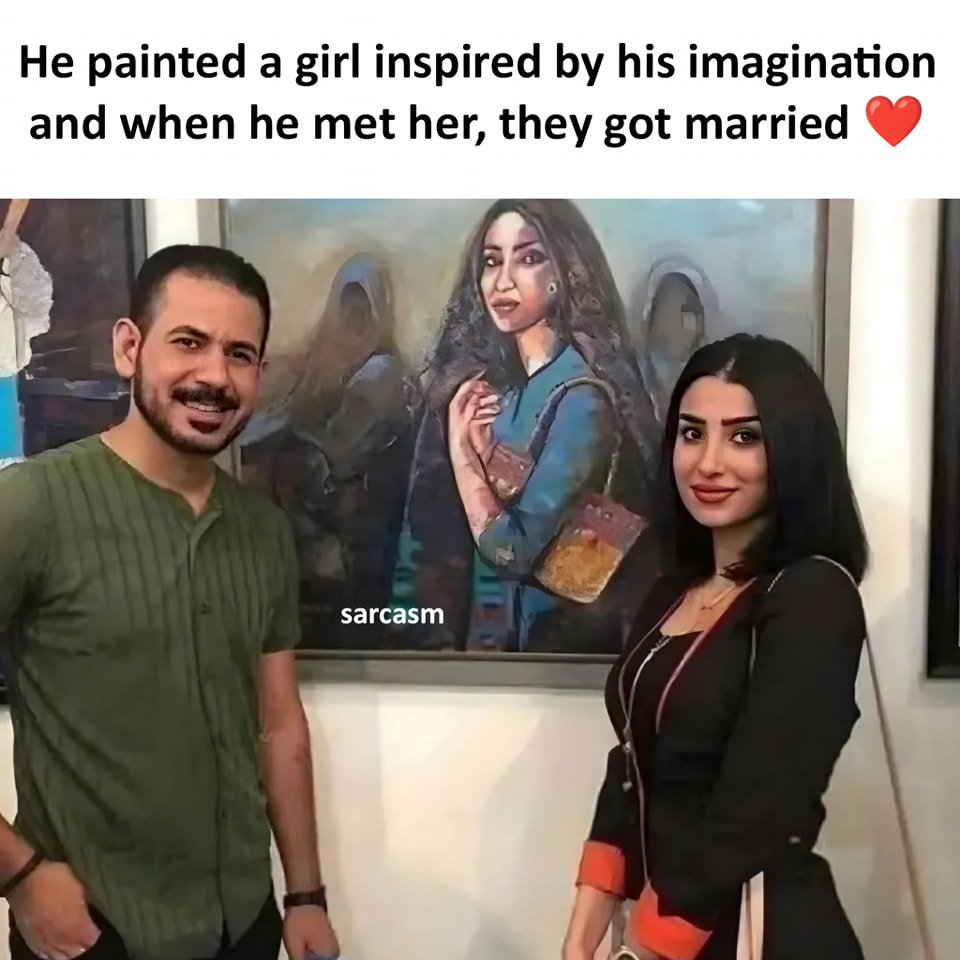 He painted a girl inspired by his imagination
and when he met her, they got married ❤️
sarcasm